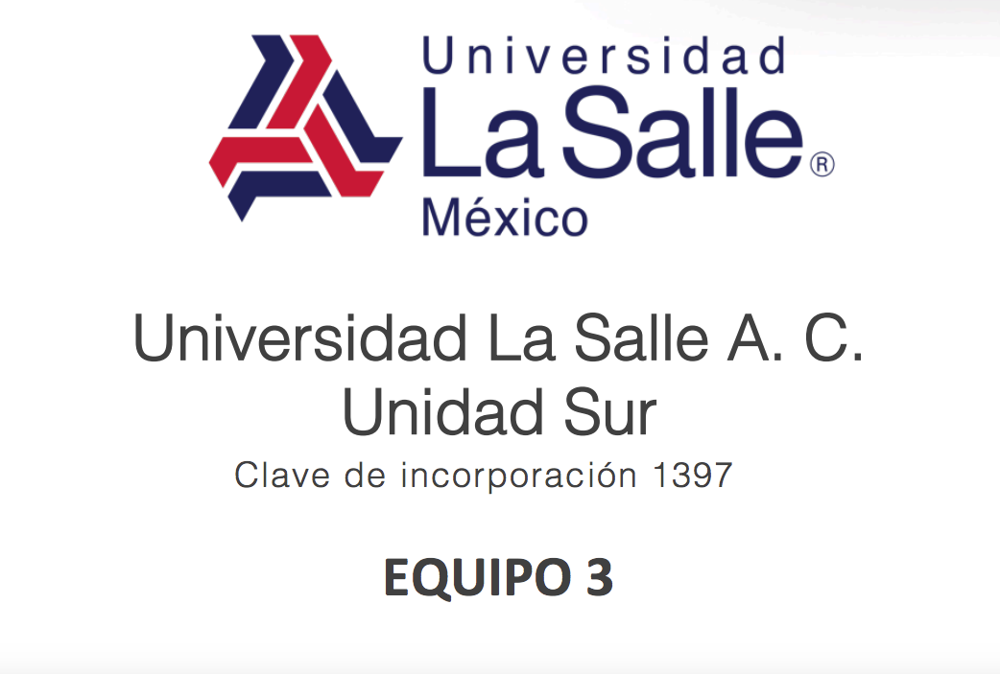 Universidad
La Salle®
México
Universidad La Salle A. C.
Unidad Sur
Clave de incorporación 1397
EQUIPO 3